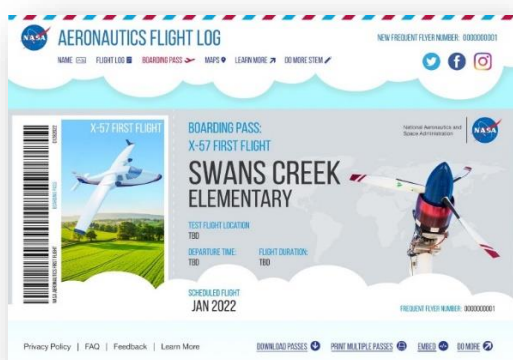 NASA
AERONAUTICS FLIGHT LOG
NEW FREQUENT FLYER NUMBER: 0000000001
NAME FLIGHT LOG BOARDING PASS MAPS LEARN MORE DO MORE STEM
X-57 FIRST FLIGHT
BOARDING PASS:
X-57 FIRST FLIGHT
SWANS CREEK
ELEMENTARY
National Aeronautics and
Space Administration
NASA
TEST FLIGHT LOCATION
TBD
DEPARTURE TIME: FLIGHT DURATION:
TBD TBD
SCHEDULED FLIGHT
JAN 2022
FREQUENT FLYER NUMBER: 0000000001
Privacy Policy | FAQ | Feedback | Learn More
DOWNLOAD PASSES PRINT MULTIPLE PASSES EMBED DO MORE